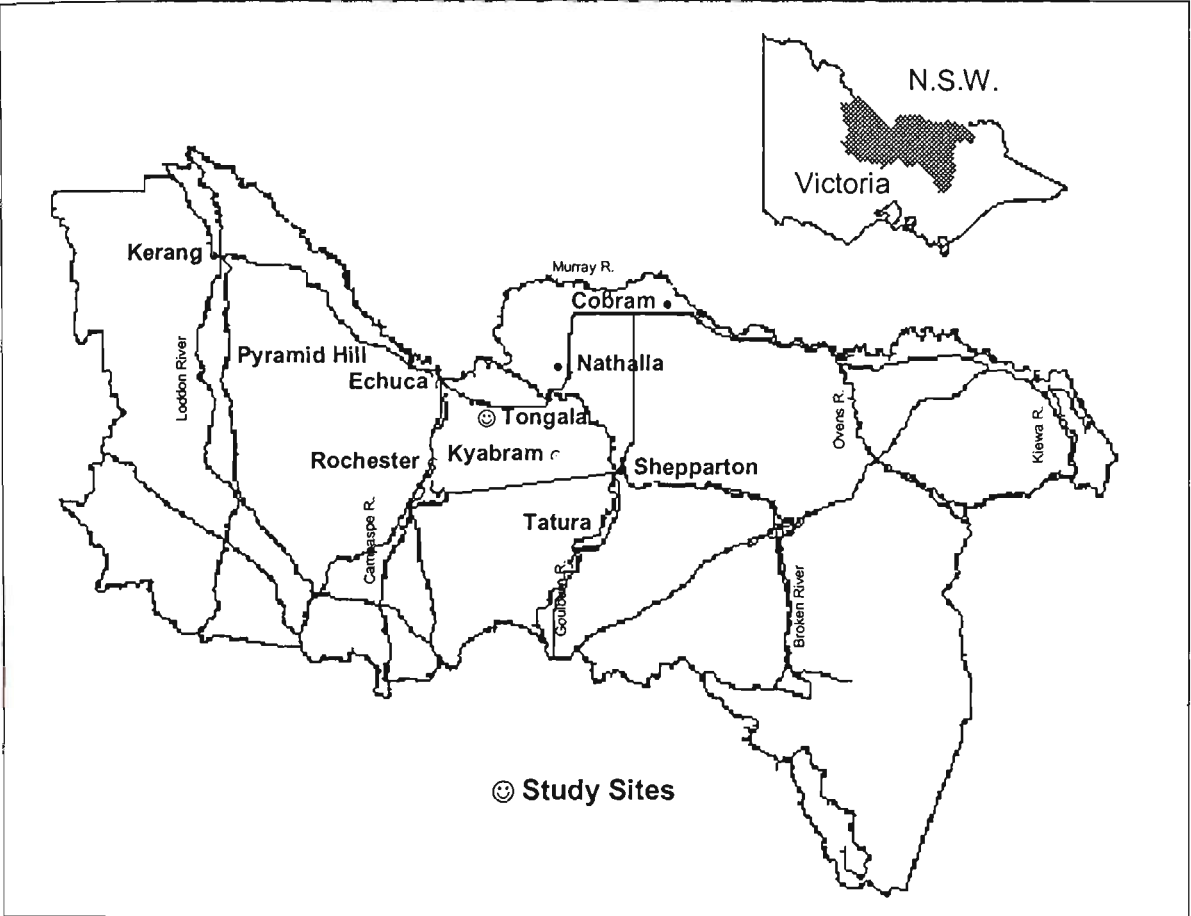 N.S.W.
Victoria
Kerang
Murray R.
Cobram
Loddon River
Pyramid Hill
Nathalla
Echuca
Tongala
Ovens R.
Kiewa R.
Rochester
Kyabram
Shepparton
Campaspe R.
Tatura
Goulburn R.
Broken River
Study Sites